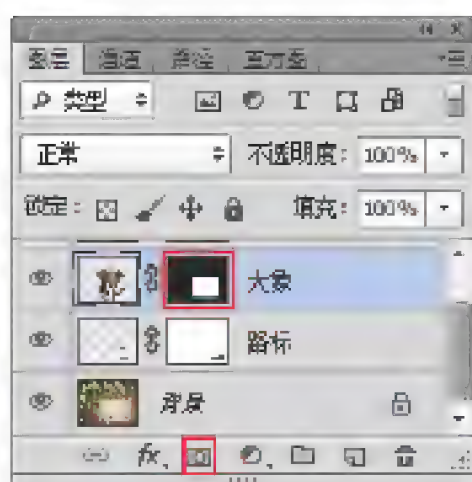 图层 通道 路径 直方图
类型 T
正常 不透明度: 100%
锁定: 填充: 100%
大象
路标
背景
fx.